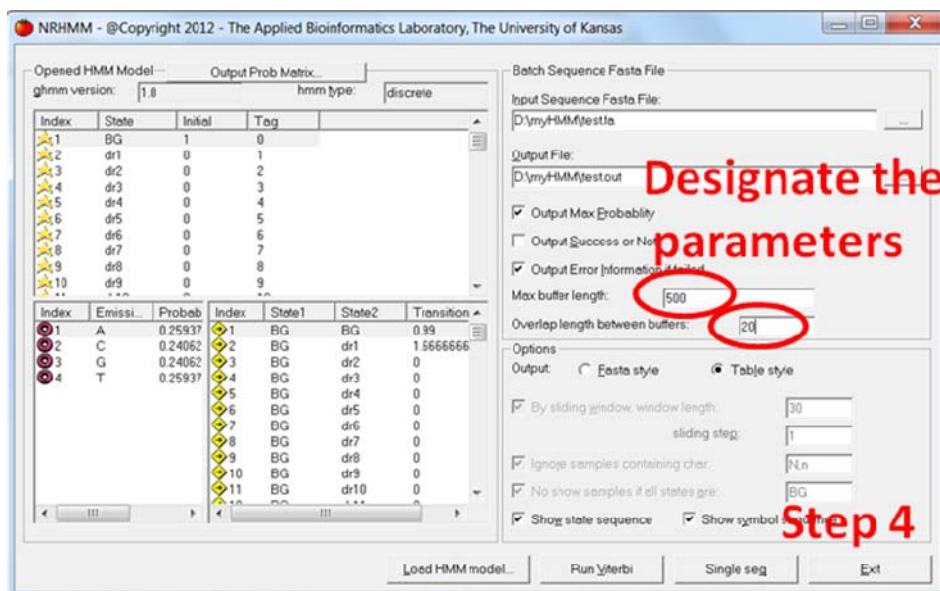 NRHMM - @Copyright 2012 - The Applied Bioinformatics Laboratory, The University of Kansas
Opened HMM Model
Output Prob Matrix...
ghmm version:
1.0
hmm type:
discrete
Index State Initial Tag
1 BG 1 0
2 dr1 0 1
3 dr2 0 2
4 dr3 0 3
5 dr4 0 4
6 dr5 0 5
7 dr6 0 6
8 dr7 0 7
9 dr8 0 8
10 dr9 0 9
Index Emissi... Probab
1 A 0.25937
2 C 0.24062
3 G 0.24062
4 T 0.25937
Index State1 State2 Transition
1 BG BG 0.99
2 BG dr1 1.6666666
3 BG dr2 0
4 BG dr3 0
5 BG dr4 0
6 BG dr5 0
7 BG dr6 0
8 BG dr7 0
9 BG dr8 0
10 BG dr9 0
11 BG dr10 0
Batch Sequence Fasta File
Input Sequence Fasta File:
D:\myHMM\test.fa
...
Output File:
D:\myHMM\test.out
Designate the
parameters
Output Max Probablity
Output Success or Not
Output Error Information if failed
Max buffer length:
500
Overlap length between buffers:
20
Options
Output: Fasta style Table style
By sliding window, window length:
30
sliding step:
1
Ignore samples containing char:
N,n
No show samples if all states are:
BG
Show state sequence Show symbol
Step 4
Load HMM model... Run Viterbi Single seq Ext